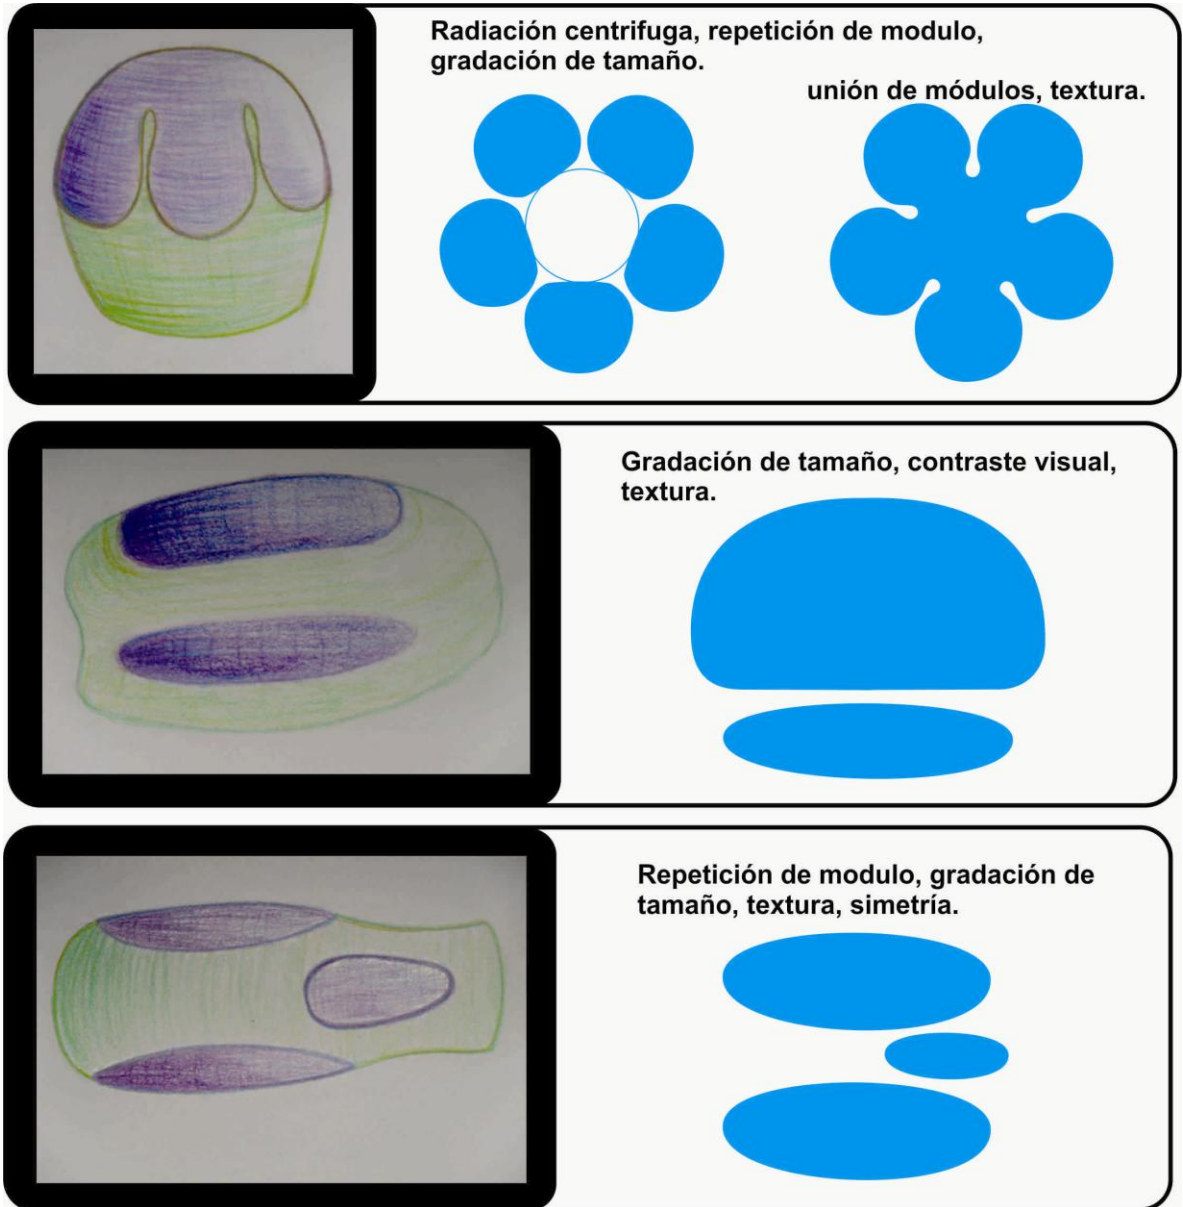 Radiación centrifuga, repetición de modulo,
gradación de tamaño.
unión de módulos, textura.
Gradación de tamaño, contraste visual,
textura.
Repetición de modulo, gradación de
tamaño, textura, simetría.